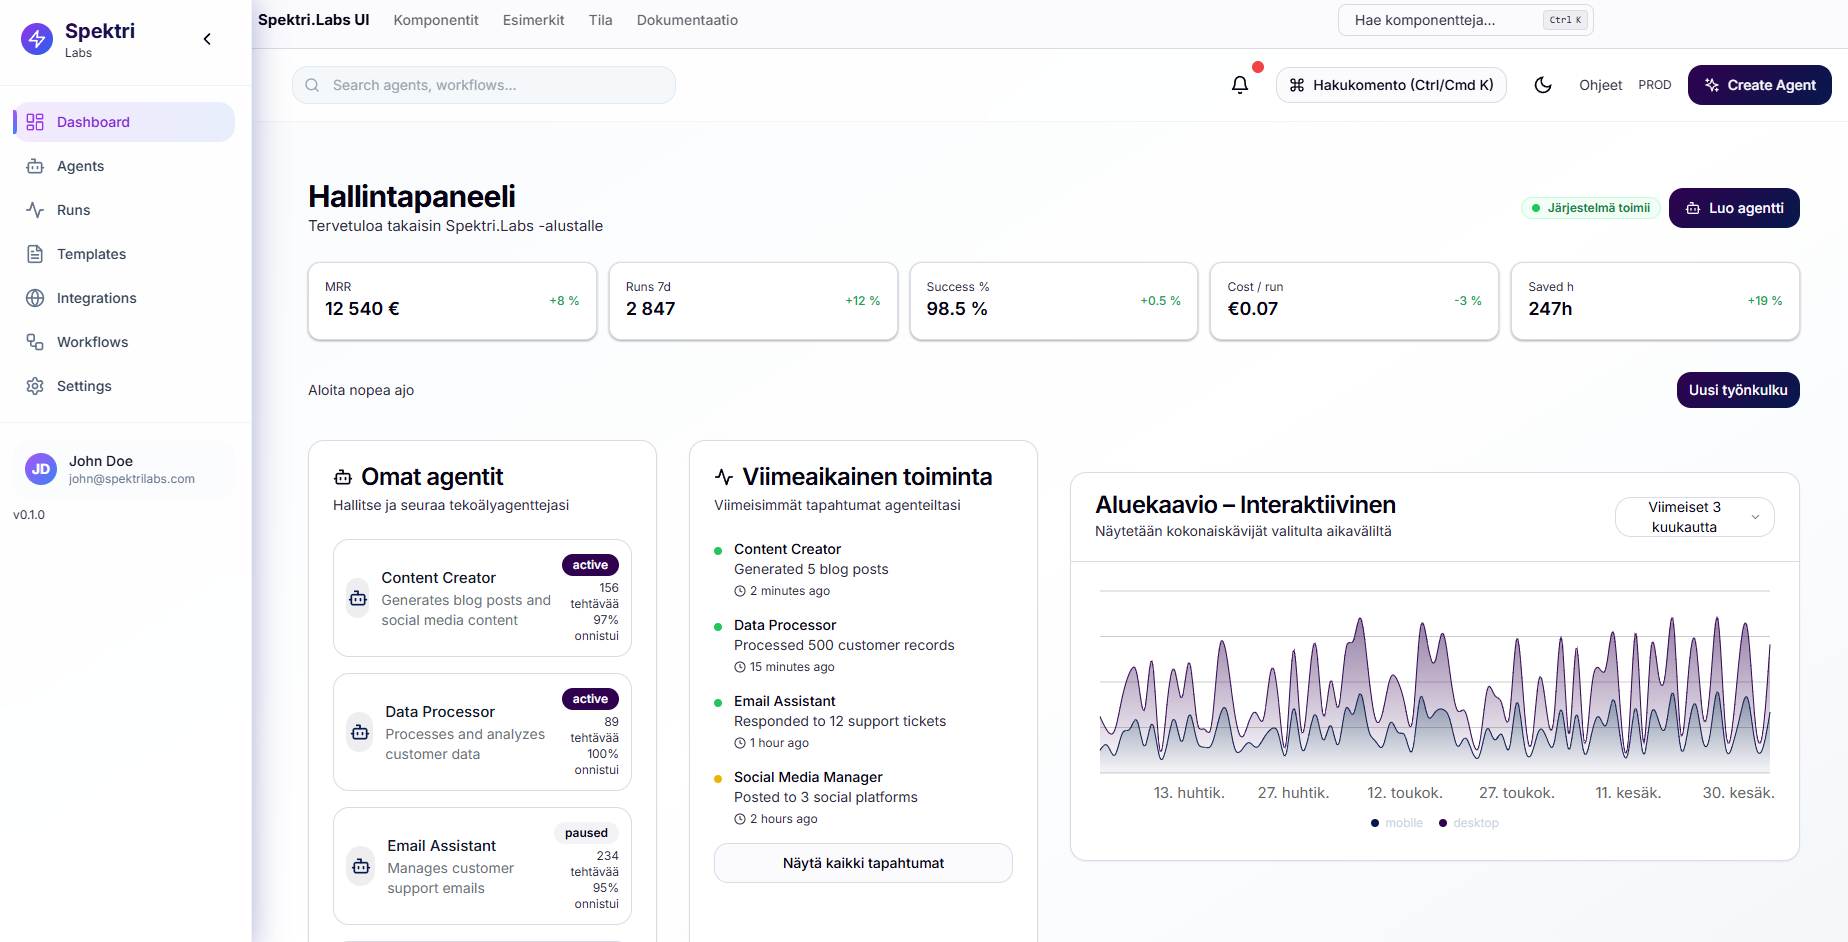 Spektri
Labs
Dashboard
Agents
Runs
Templates
Integrations
Workflows
Settings
JD
John Doe
john@spektrilabs.com
v0.1.0
Spektri.Labs UI
Komponentit
Esimerkit
Tila
Dokumentaatio
Hae komponentteja...
Ctrl K
Search agents, workflows...
Hakukomento (Ctrl/Cmd K)
Ohjeet
PROD
Create Agent
Hallintapaneeli
Tervetuloa takaisin Spektri.Labs -alustalle
Järjestelmä toimii
Luo agentti
MRR
12 540 €
+8 %
Runs 7d
2 847
+12 %
Success %
98.5 %
+0.5 %
Cost / run
€0.07
-3 %
Saved h
247h
+19 %
Aloita nopea ajo
Uusi työnkulku
Omat agentit
Hallitse ja seuraa tekoälyagenttejasi
Content Creator
Generates blog posts and
social media content
active
156
tehtävää
97%
onnistui
Data Processor
Processes and analyzes
customer data
active
89
tehtävää
100%
onnistui
Email Assistant
Manages customer
support emails
paused
234
tehtävää
95%
onnistui
Viimeaikainen toiminta
Viimeisimmät tapahtumat agenteiltasi
Content Creator
Generated 5 blog posts
2 minutes ago
Data Processor
Processed 500 customer records
15 minutes ago
Email Assistant
Responded to 12 support tickets
1 hour ago
Social Media Manager
Posted to 3 social platforms
2 hours ago
Näytä kaikki tapahtumat
Aluekaavio – Interaktiivinen
Näytetään kokonaiskävijät valitulta aikaväliltä
Viimeiset 3
kuukautta
13. huhtik.
27. huhtik.
12. toukok.
27. toukok.
11. kesäk.
30. kesäk.
mobile
desktop